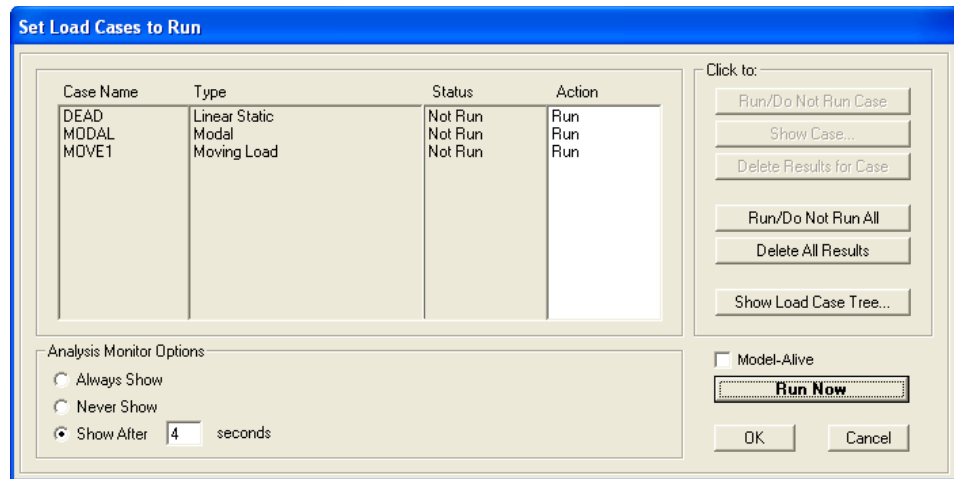 Set Load Cases to Run
Case Name Type Status Action
DEAD Linear Static Not Run Run
MODAL Modal Not Run Run
MOVE1 Moving Load Not Run Run
Click to:
Run/Do Not Run Case
Show Case...
Delete Results for Case
Run/Do Not Run All
Delete All Results
Show Load Case Tree...
Analysis Monitor Options
Always Show
Never Show
Show After 4 seconds
Model-Alive
Run Now
OK Cancel